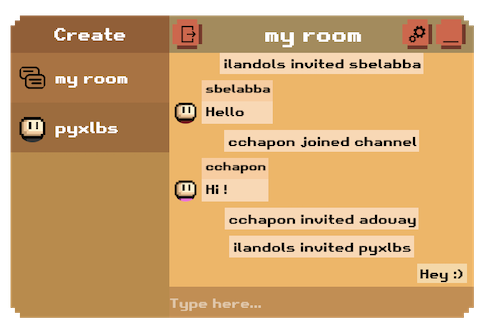 Create
my room
pyxlbs
my room
ilandols invited sbelabba
sbelabba
Hello
cchapon joined channel
cchapon
Hi !
cchapon invited adouay
ilandols invited pyxlbs
Hey :)
Type here...